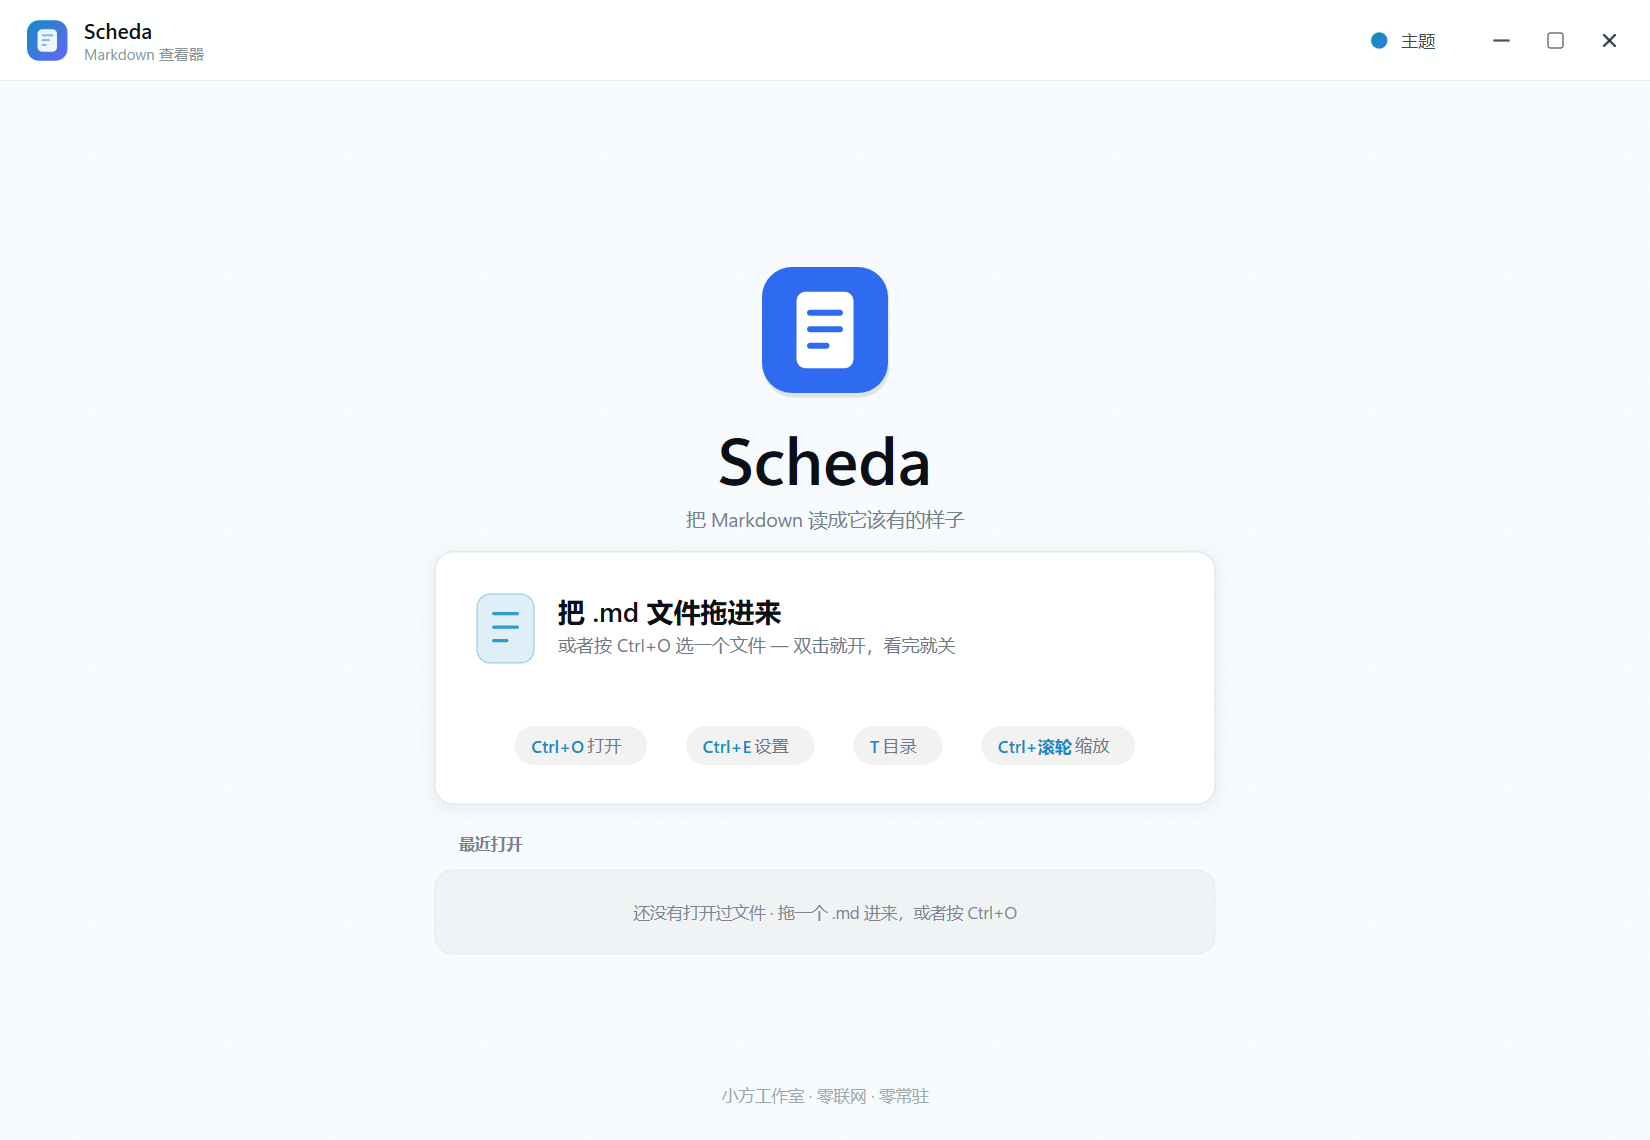 Scheda
Markdown 查看器
主题
Scheda
把 Markdown 读成它该有的样子
把 .md 文件拖进来
或者按 Ctrl+O 选一个文件 — 双击就开，看完就关
Ctrl+O 打开
Ctrl+E 设置
T 目录
Ctrl+滚轮 缩放
最近打开
还没有打开过文件 · 拖一个 .md 进来，或者按 Ctrl+O
小方工作室 · 零联网 · 零常驻